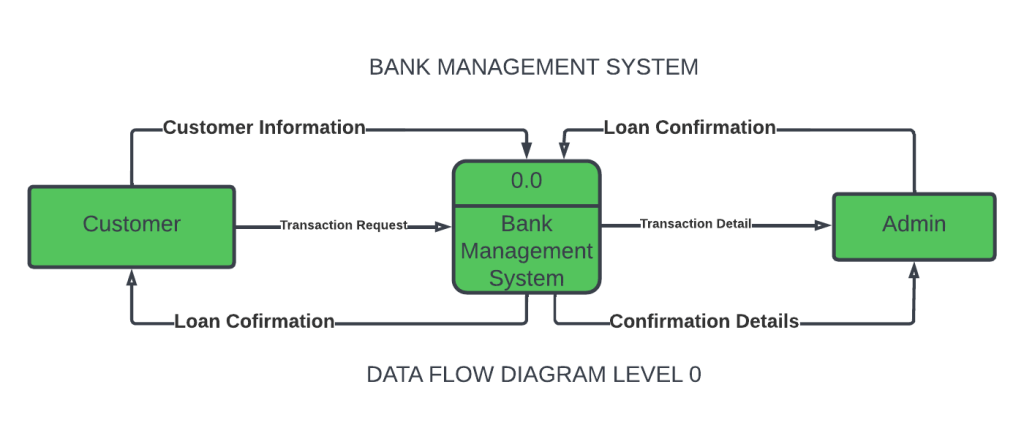 BANK MANAGEMENT SYSTEM
Customer Information
Loan Confirmation
0.0
Customer
Transaction Request
Bank
Management
System
Transaction Detail
Admin
Loan Cofirmation
Confirmation Details
DATA FLOW DIAGRAM LEVEL 0